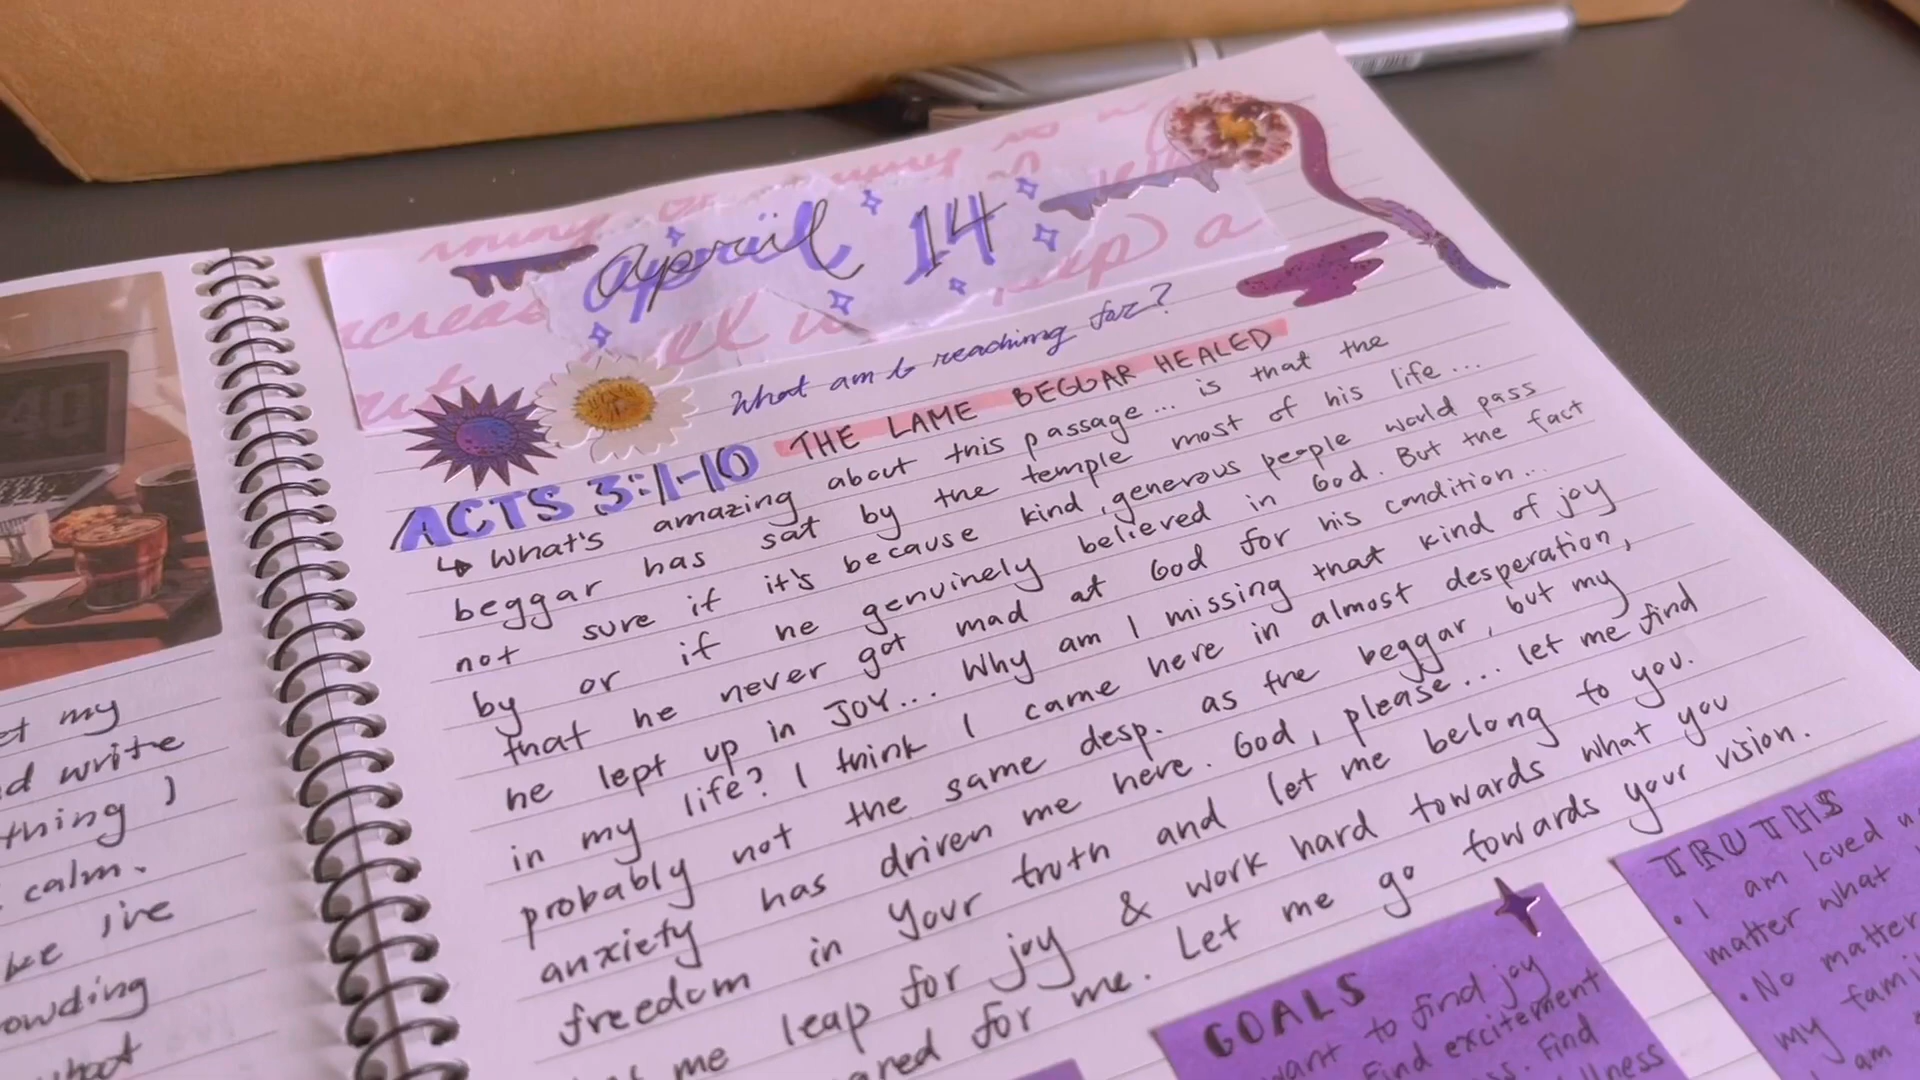 april 14
What am I reaching for?
ACTS 3:1-10 THE LAME BEGGAR HEALED
↳ What's amazing about this passage... is that the
beggar has sat by the temple most of his life...
not sure if it's because kind, generous people would pass
by or if he genuinely believed in God. But the fact
that he never got mad at God for his condition...
he lept up in JOY... Why am I missing that kind of joy
in my life? I think I came here in almost desperation,
probably not the same desp. as the beggar, but my
anxiety has driven me here. God, please... let me find
freedom in your truth and let me belong to you.
me leap for joy & work hard towards what you
for me. Let me go towards your vision.
GOALS
want to find joy
Find excitement
Find
TRUTHS
• I am loved
matter what
• No matter
my
am
my
write
thing)
calm.
i've